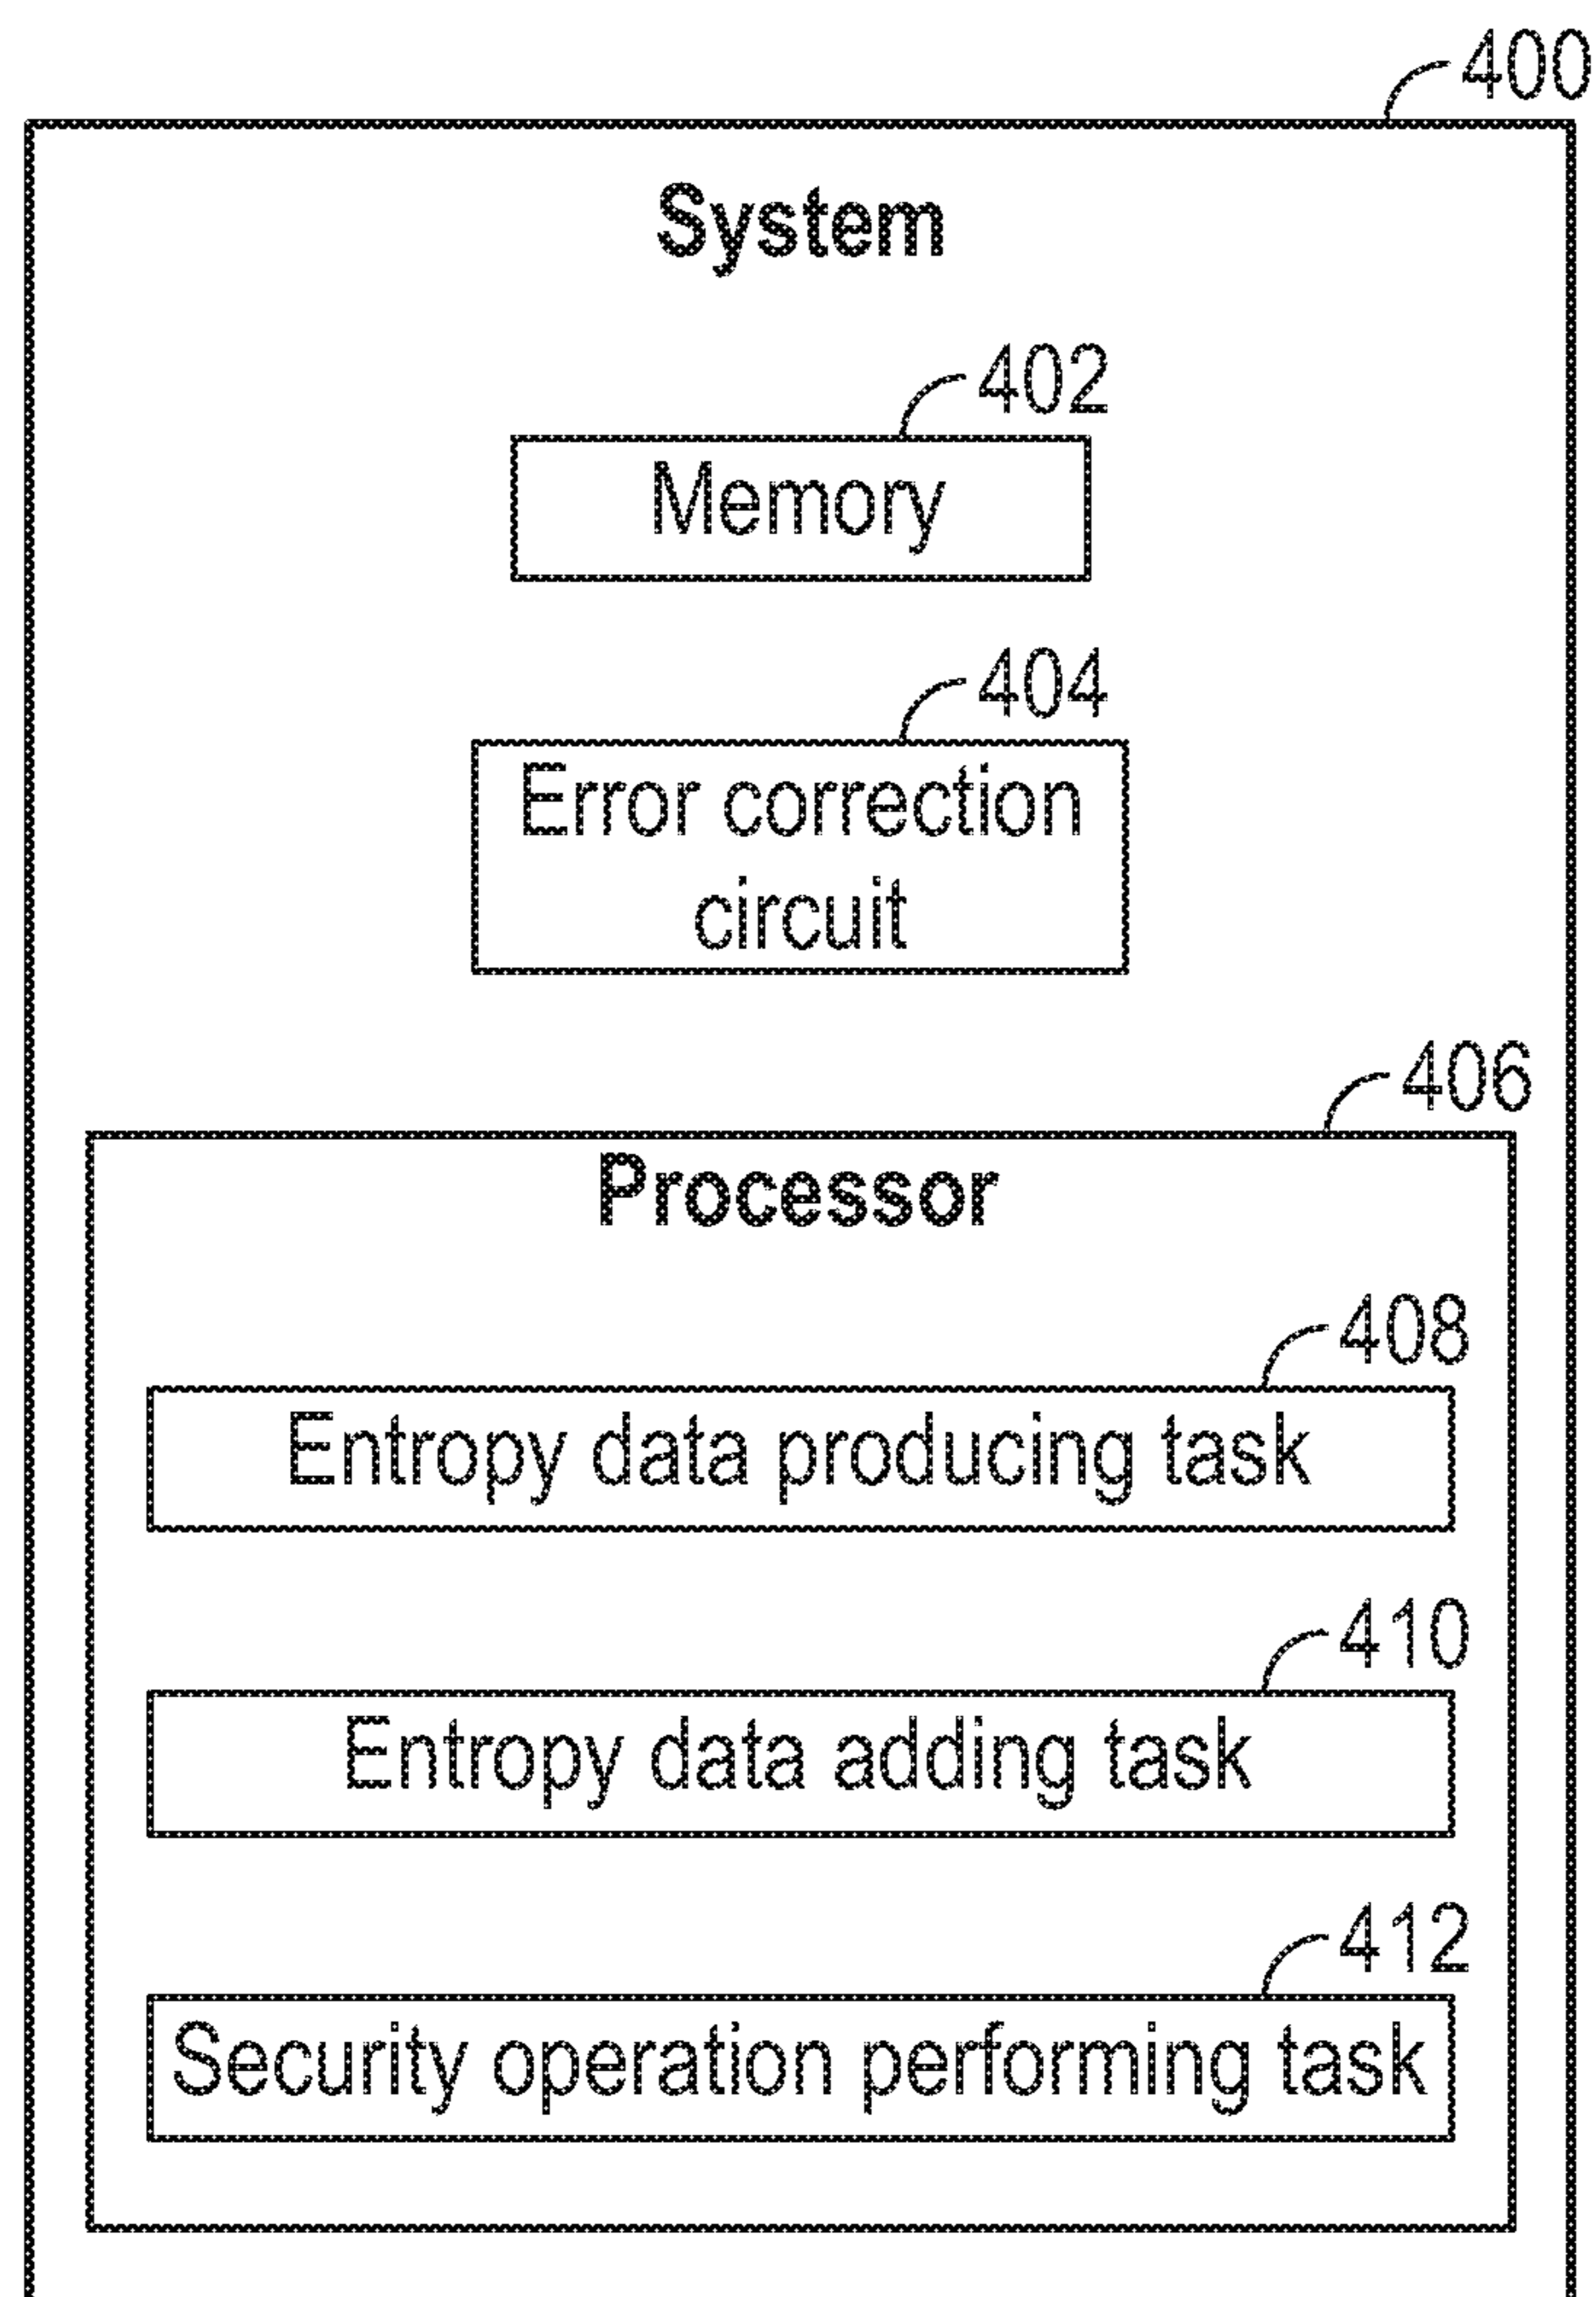 400
System
402
Memory
404
Error correction
circuit
406
Processor
408
Entropy data producing task
410
Entropy data adding task
412
Security operation performing task